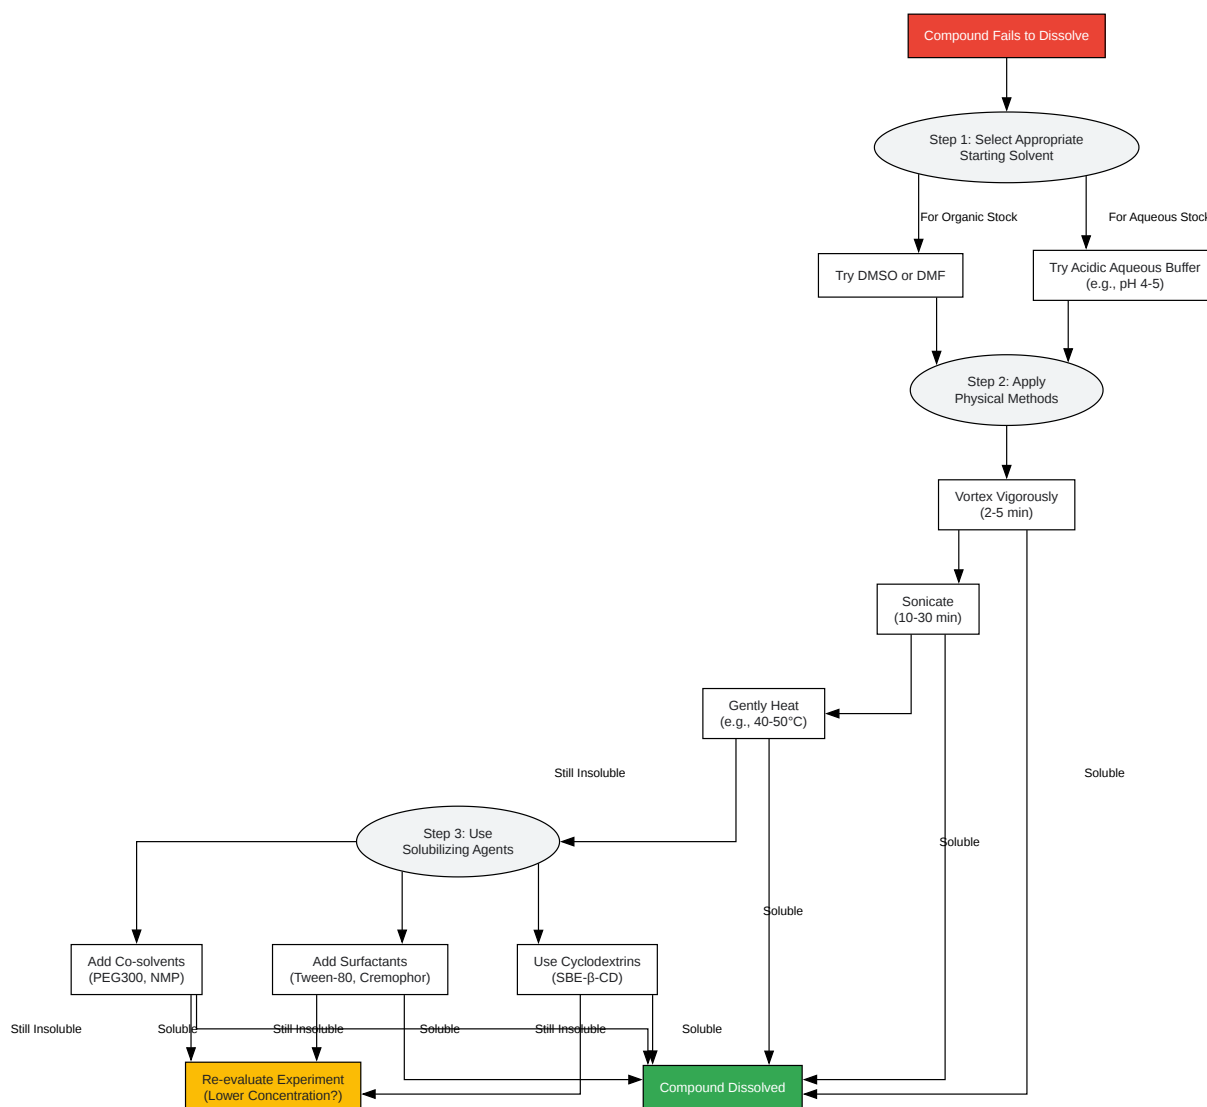 Compound Fails to Dissolve
Step 1: Select Appropriate
Starting Solvent
For Organic Stock
For Aqueous Stock
Try DMSO or DMF
Try Acidic Aqueous Buffer
(e.g., pH 4-5)
Step 2: Apply
Physical Methods
Vortex Vigorously
(2-5 min)
Sonicate
(10-30 min)
Gently Heat
(e.g., 40-50°C)
Still Insoluble
Soluble
Step 3: Use
Solubilizing Agents
Soluble
Soluble
Add Co-solvents
(PEG300, NMP)
Add Surfactants
(Tween-80, Cremophor)
Use Cyclodextrins
(SBE-β-CD)
Still Insoluble
Soluble
Still Insoluble
Soluble
Still Insoluble
Soluble
Re-evaluate Experiment
(Lower Concentration?)
Compound Dissolved